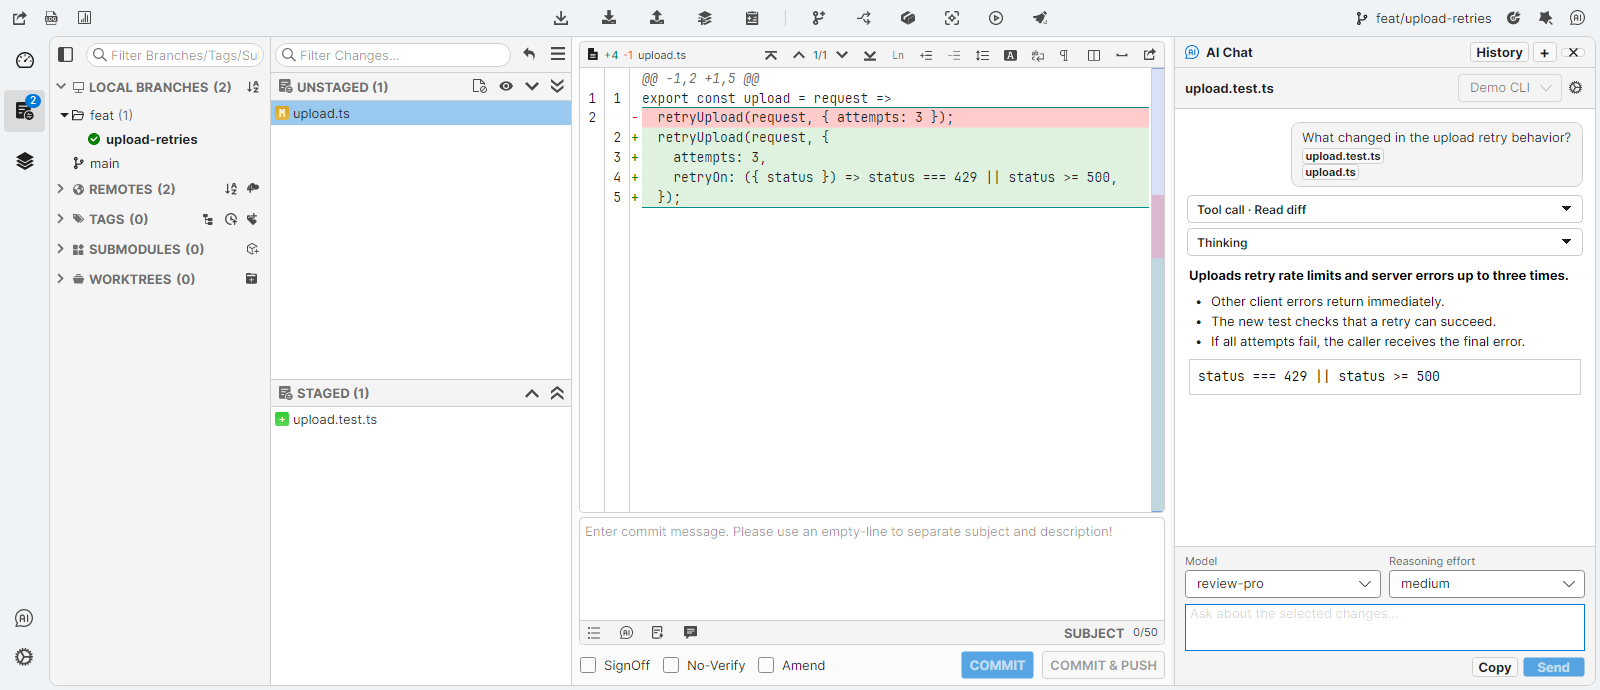 feat/upload-retries
2
Filter Branches/Tags/Su
LOCAL BRANCHES (2)
feat (1)
upload-retries
main
REMOTES (2)
TAGS (0)
SUBMODULES (0)
WORKTREES (0)
Filter Changes...
UNSTAGED (1)
M upload.ts
STAGED (1)
+ upload.test.ts
+4 -1 upload.ts
1/1
Ln
@@ -1,2 +1,5 @@
1 1 export const upload = request =>
2 - retryUpload(request, { attempts: 3 });
2 + retryUpload(request, {
3 + attempts: 3,
4 + retryOn: ({ status }) => status === 429 || status >= 500,
5 + });
Enter commit message. Please use an empty-line to separate subject and description!
AI
SUBJECT 0/50
SignOff
No-Verify
Amend
COMMIT
COMMIT & PUSH
AI Chat
History
+
upload.test.ts
Demo CLI
What changed in the upload retry behavior?
upload.test.ts
upload.ts
Tool call · Read diff
Thinking
Uploads retry rate limits and server errors up to three times.
• Other client errors return immediately.
• The new test checks that a retry can succeed.
• If all attempts fail, the caller receives the final error.
status === 429 || status >= 500
Model
Reasoning effort
review-pro
medium
Ask about the selected changes...
Copy
Send